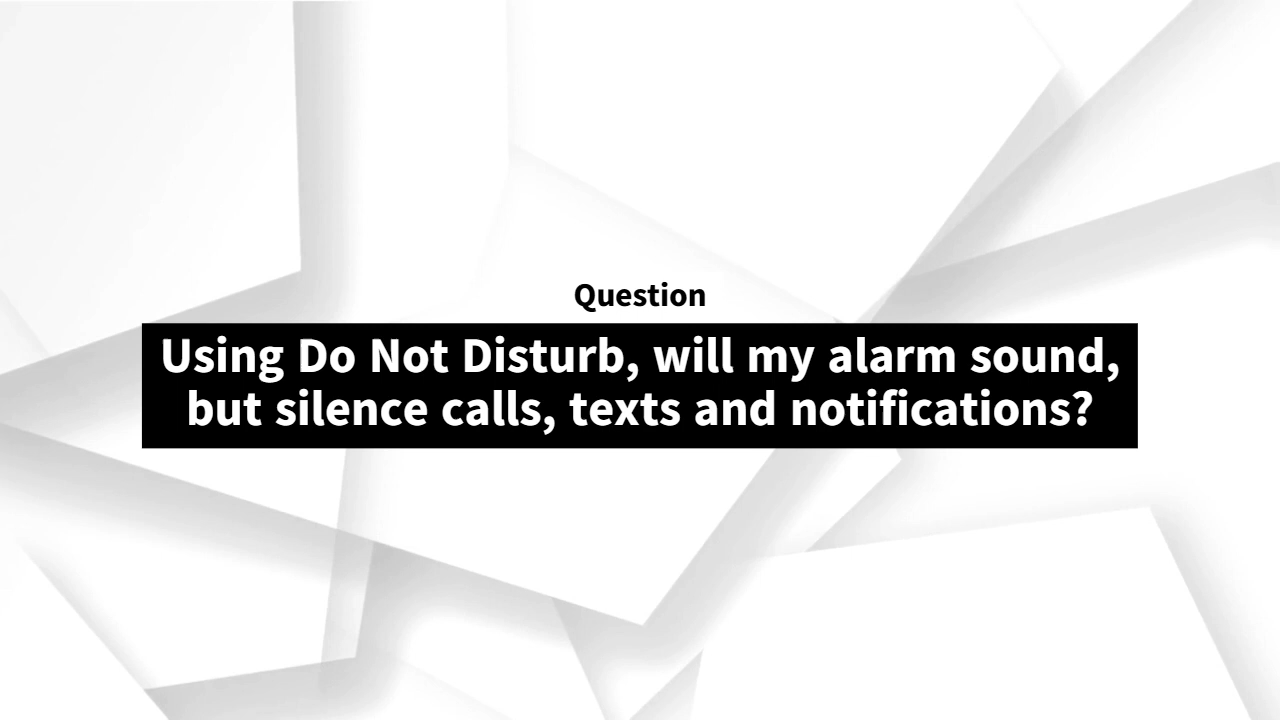 Question
Using Do Not Disturb, will my alarm sound,
but silence calls, texts and notifications?